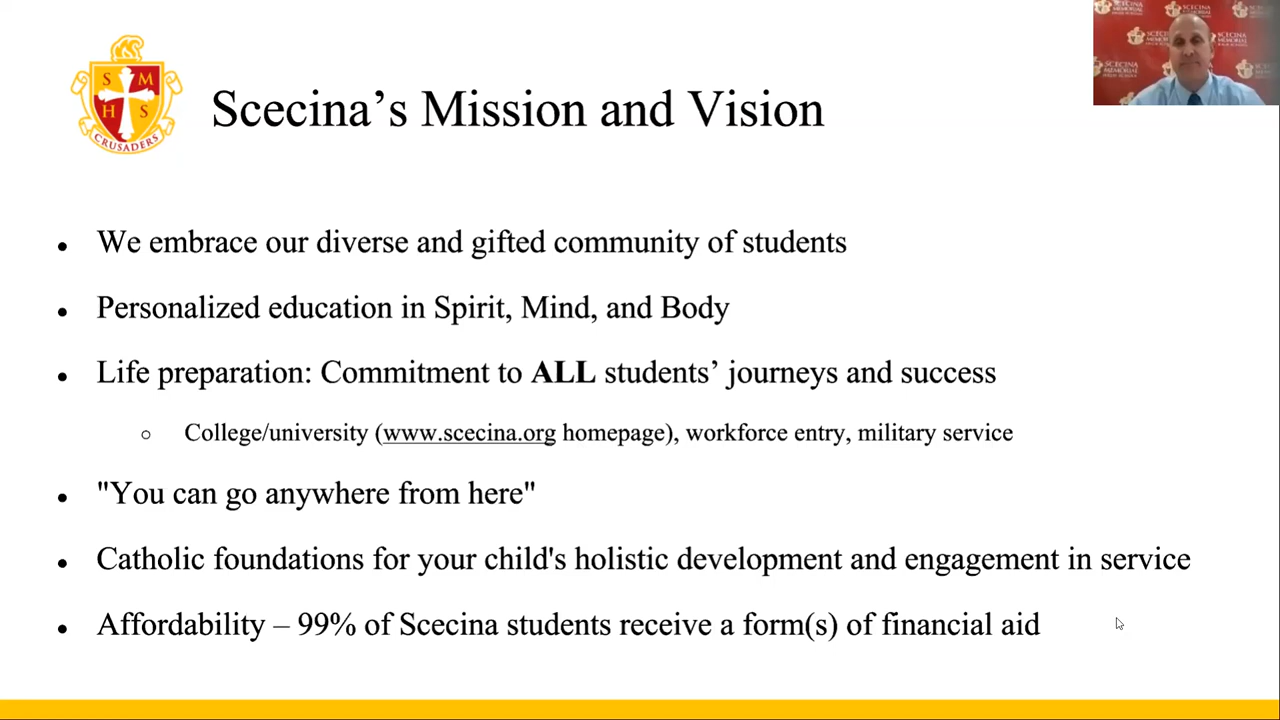 S M
H S
CRUSADERS
SCECINA
MEMORIAL
Scecina's Mission and Vision
• We embrace our diverse and gifted community of students
• Personalized education in Spirit, Mind, and Body
• Life preparation: Commitment to ALL students' journeys and success
○ College/university (www.scecina.org homepage), workforce entry, military service
• "You can go anywhere from here"
• Catholic foundations for your child's holistic development and engagement in service
• Affordability – 99% of Scecina students receive a form(s) of financial aid